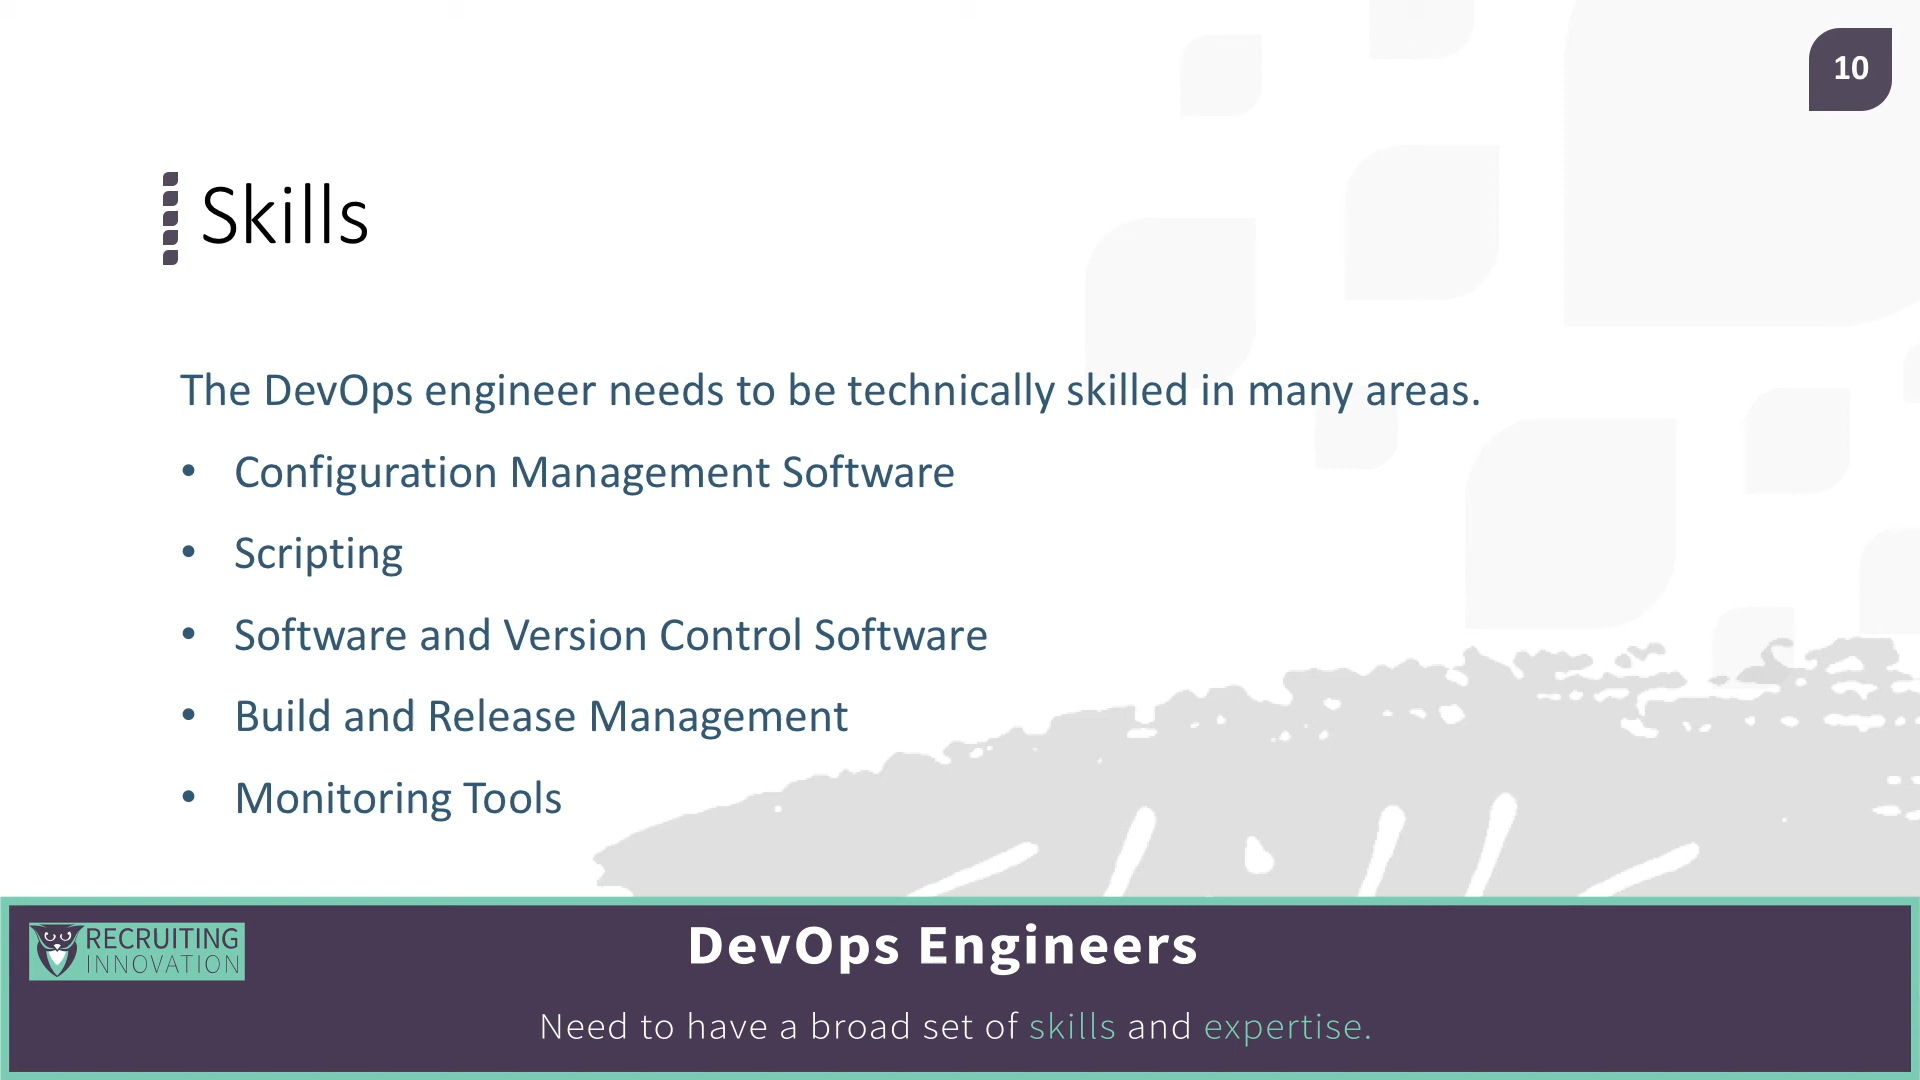 10
Skills
The DevOps engineer needs to be technically skilled in many areas.
• Configuration Management Software
• Scripting
• Software and Version Control Software
• Build and Release Management
• Monitoring Tools
RECRUITING
INNOVATION
DevOps Engineers
Need to have a broad set of skills and expertise.